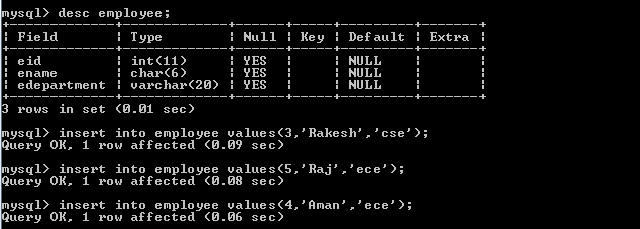 mysql> desc employee;
+-------------+-------------+------+-----+---------+-------+
| Field | Type | Null | Key | Default | Extra |
+-------------+-------------+------+-----+---------+-------+
| eid | int(11) | YES | | NULL | |
| ename | char(6) | YES | | NULL | |
| edepartment | varchar(20) | YES | | NULL | |
+-------------+-------------+------+-----+---------+-------+
3 rows in set (0.01 sec)
mysql> insert into employee values(3,'Rakesh','cse');
Query OK, 1 row affected (0.09 sec)
mysql> insert into employee values(5,'Raj','ece');
Query OK, 1 row affected (0.08 sec)
mysql> insert into employee values(4,'Aman','ece');
Query OK, 1 row affected (0.06 sec)